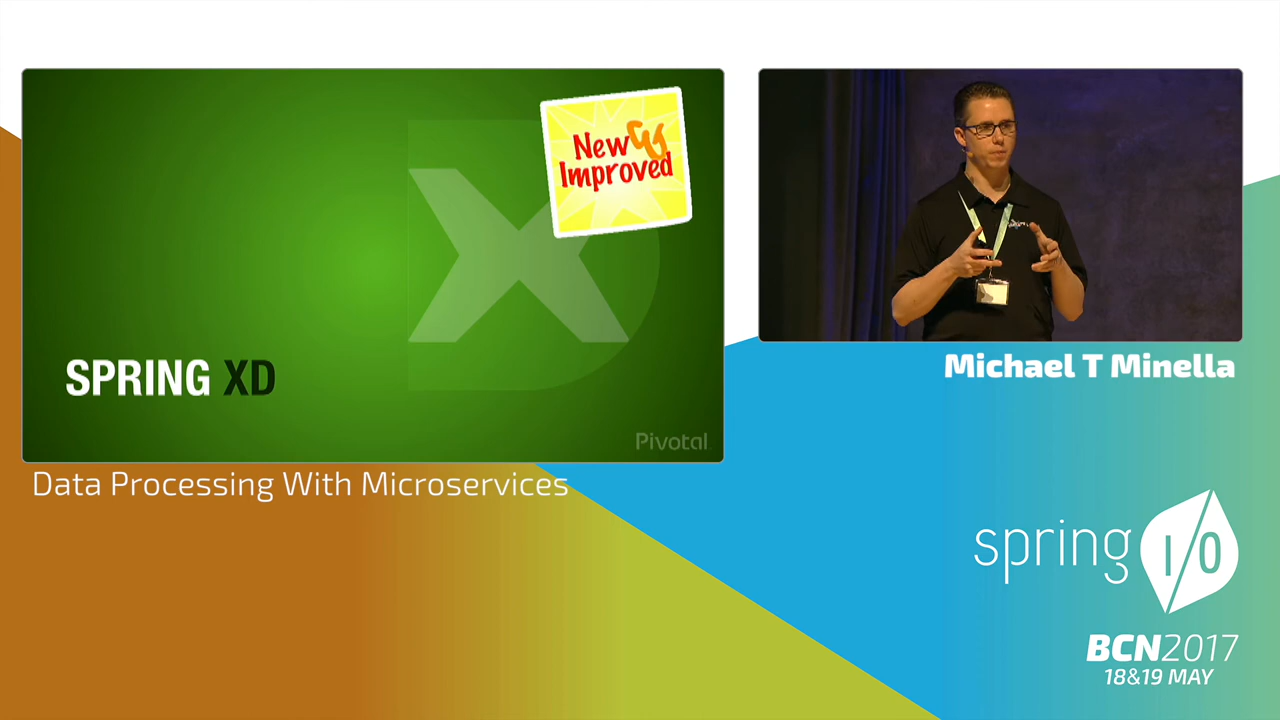 New &
Improved
SPRING XD
Pivotal
Data Processing With Microservices
Michael T Minella
spring I/O
BCN2017
18&19 MAY